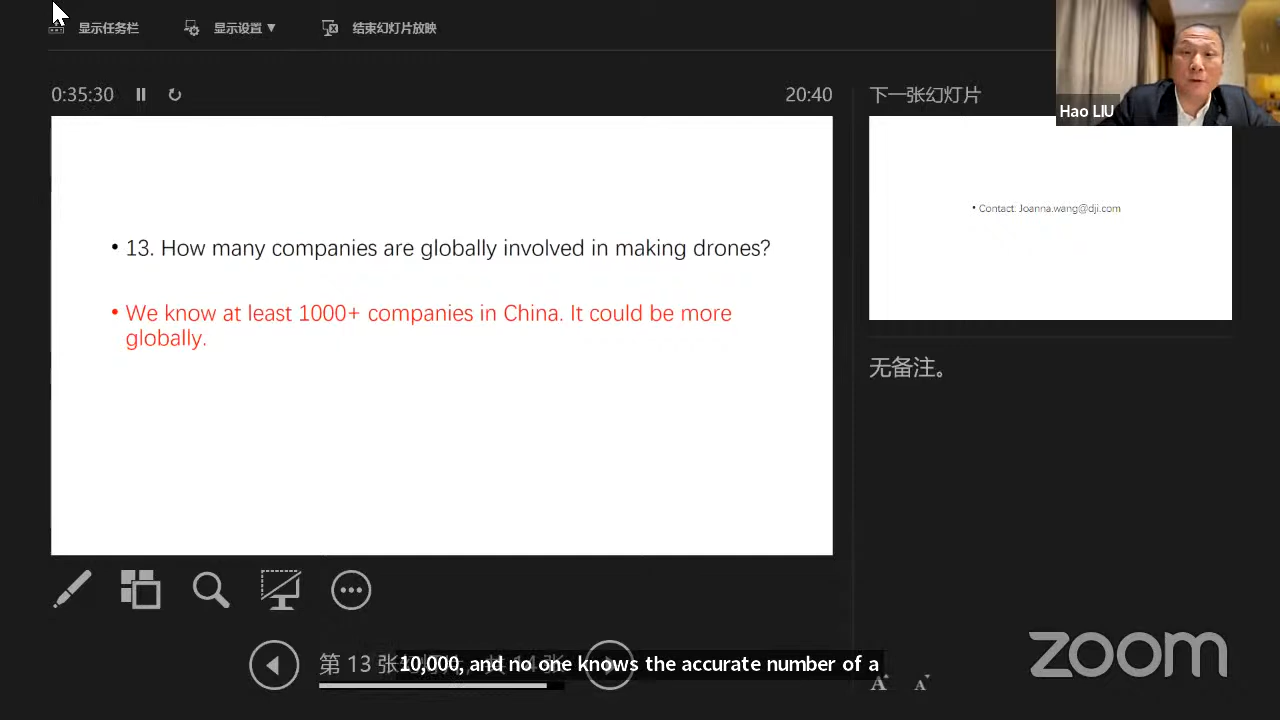 显示任务栏
显示设置 ▼
结束幻灯片放映
Hao LIU
0:35:30
20:40
下一张幻灯片
• 13. How many companies are globally involved in making drones?
• We know at least 1000+ companies in China. It could be more
globally.
• Contact: Joanna.wang@dji.com
无备注。
第 13 张
10,000, and no one knows the accurate number of a
A A
zoom